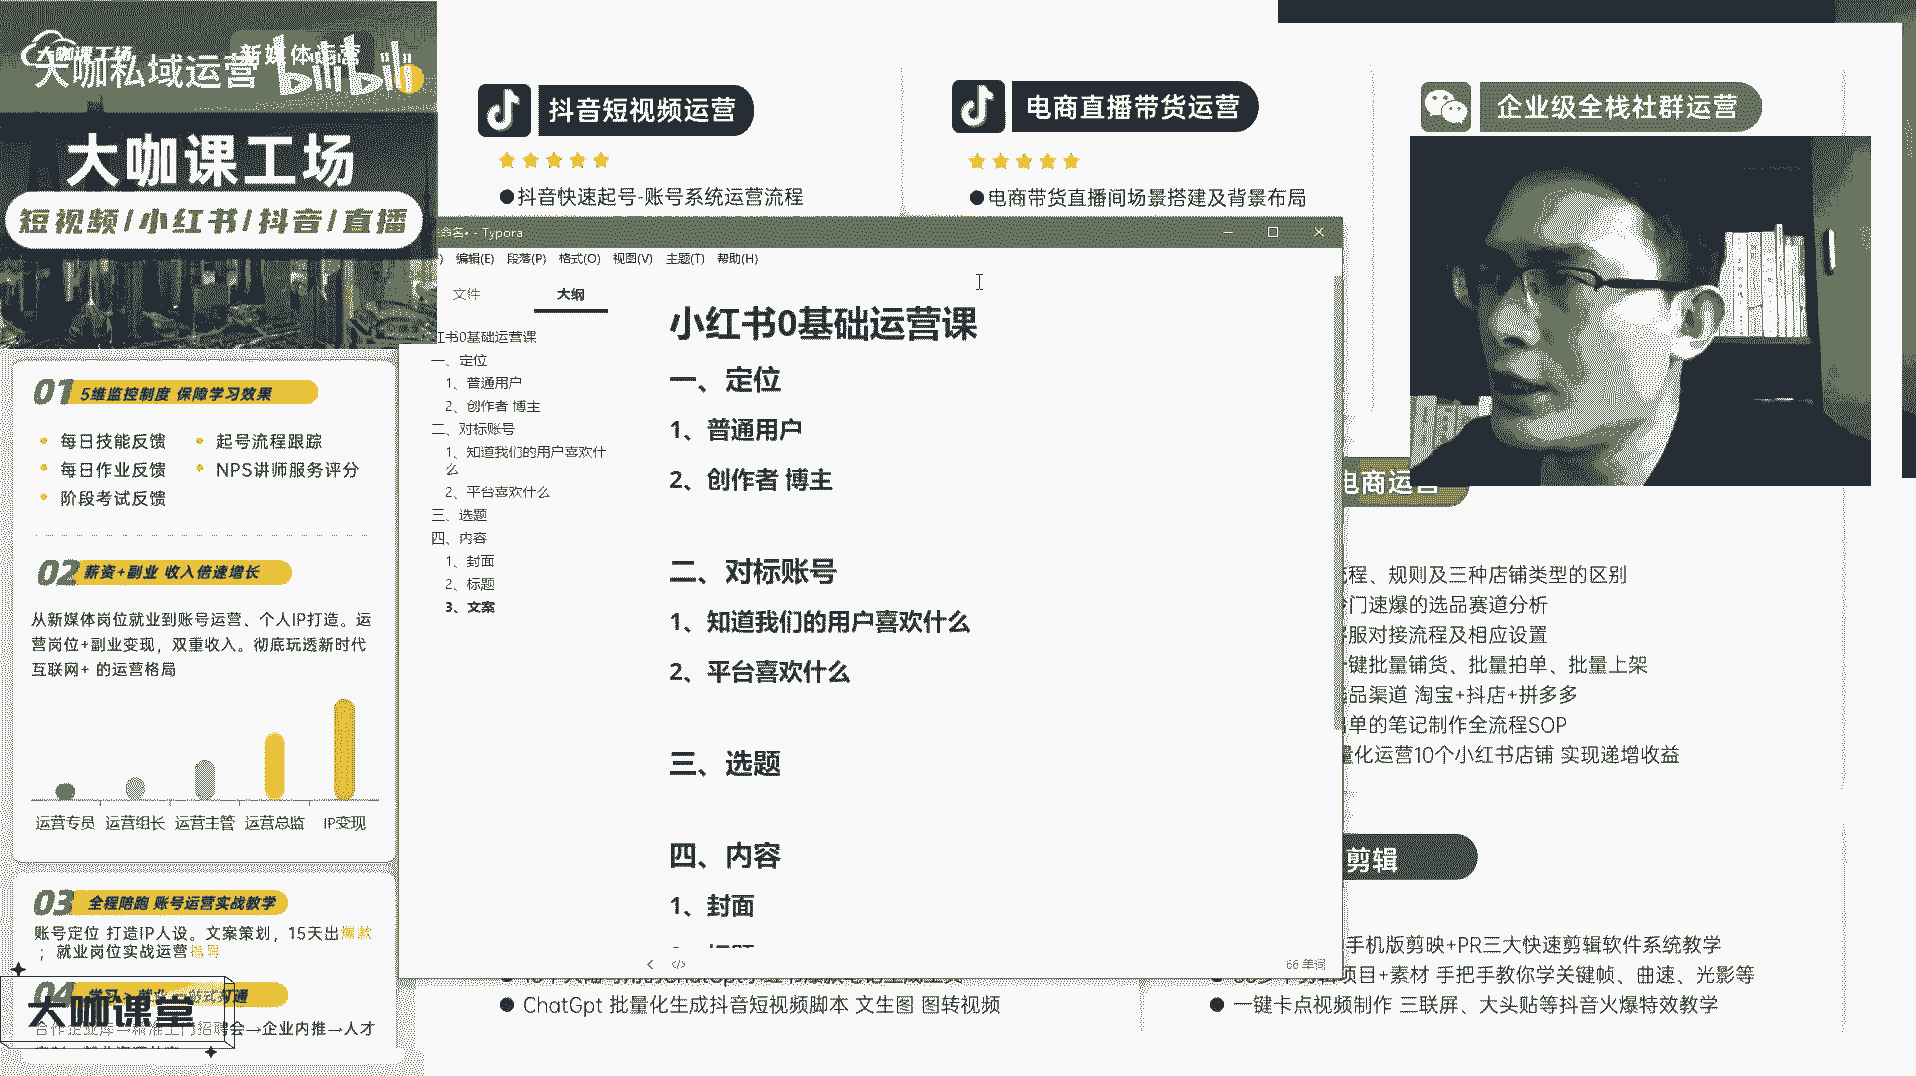 大咖课工场
新媒体运营
大咖私域运营
bilibili
大咖课工场
短视频/小红书/抖音/直播
01 5维监控制度 保障学习效果
每日技能反馈
起号流程跟踪
每日作业反馈
NPS讲师服务评分
阶段考试反馈
02 薪资+副业 收入倍速增长
从新媒体岗位就业到账号运营、个人IP打造。运
营岗位+副业变现，双重收入。彻底玩透新时代
互联网+ 的运营格局
运营专员 运营组长 运营主管 运营总监 IP变现
03 全程陪跑 账号运营实战教学
账号定位 打造IP人设。文案策划，15天出爆款
；就业岗位实战运营指导
04
大咖课堂
会→企业内推→人才
抖音短视频运营
●抖音快速起号-账号系统运营流程
电商直播带货运营
●电商带货直播间场景搭建及背景布局
企业级全栈社群运营
命名• - Typora
编辑(E) 段落(P) 格式(O) 视图(V) 主题(T) 帮助(H)
文件 大纲
红书0基础运营课
一、定位
1、普通用户
2、创作者 博主
二、对标账号
1、知道我们的用户喜欢什
么
2、平台喜欢什么
三、选题
四、内容
1、封面
2、标题
3、文案
小红书0基础运营课
一、定位
1、普通用户
2、创作者 博主
二、对标账号
1、知道我们的用户喜欢什么
2、平台喜欢什么
三、选题
四、内容
1、封面
66 单词
电商运营
程、规则及三种店铺类型的区别
门速爆的选品赛道分析
服对接流程及相应设置
键批量铺货、批量拍单、批量上架
品渠道 淘宝+抖店+拼多多
单的笔记制作全流程SOP
量化运营10个小红书店铺 实现递增收益
剪辑
手机版剪映+PR三大快速剪辑软件系统教学
项目+素材 手把手教你学关键帧、曲速、光影等
● 一键卡点视频制作 三联屏、大头贴等抖音火爆特效教学
● ChatGpt 批量化生成抖音短视频脚本 文生图 图转视频